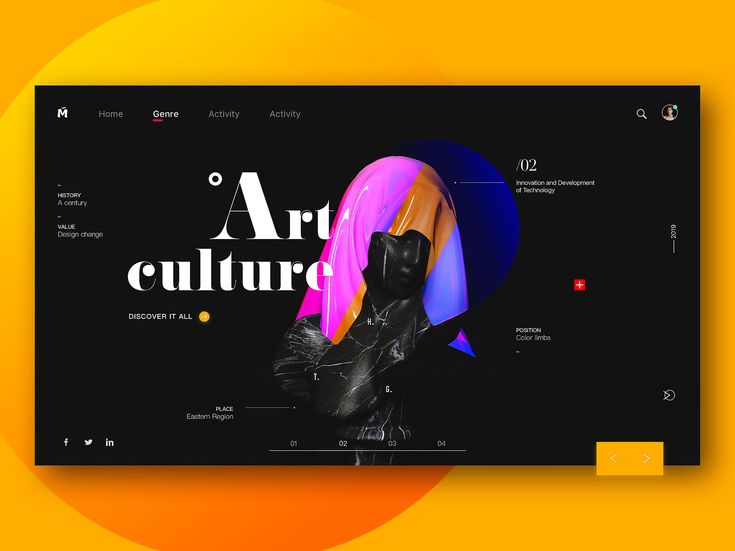 M
Home
Genre
Activity
Activity
/02
Innovation and Development
of Technology
HISTORY
A century
VALUE
Design change
Art
culture
2019
DISCOVER IT ALL
H.
T.
G.
POSITION
Color limbs
PLACE
Eastern Region
01
02
03
04
f
in